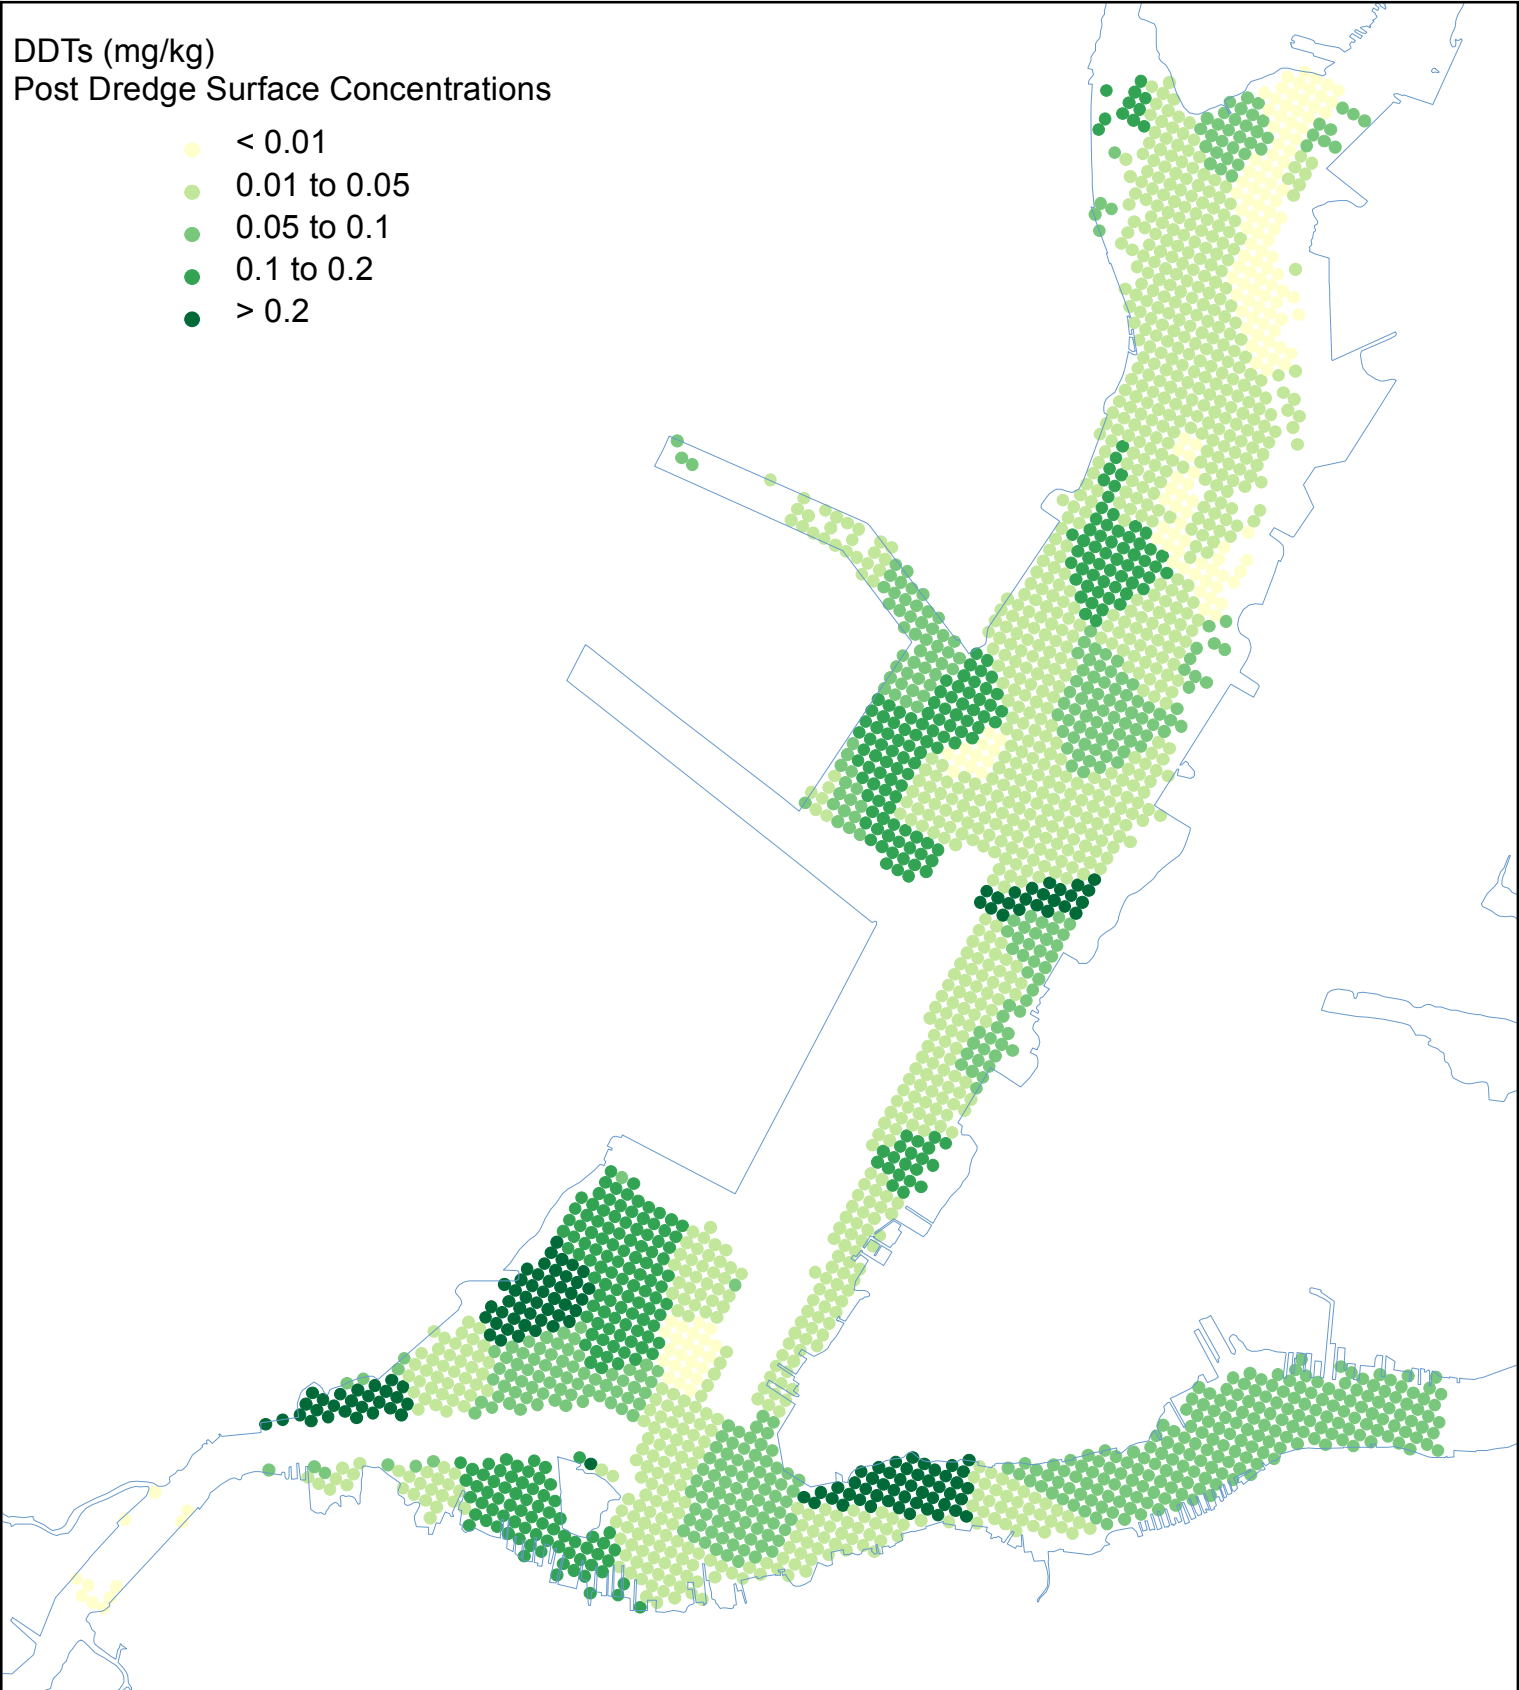 DDTs (mg/kg)
Post Dredge Surface Concentrations
< 0.01
0.01 to 0.05
0.05 to 0.1
0.1 to 0.2
> 0.2